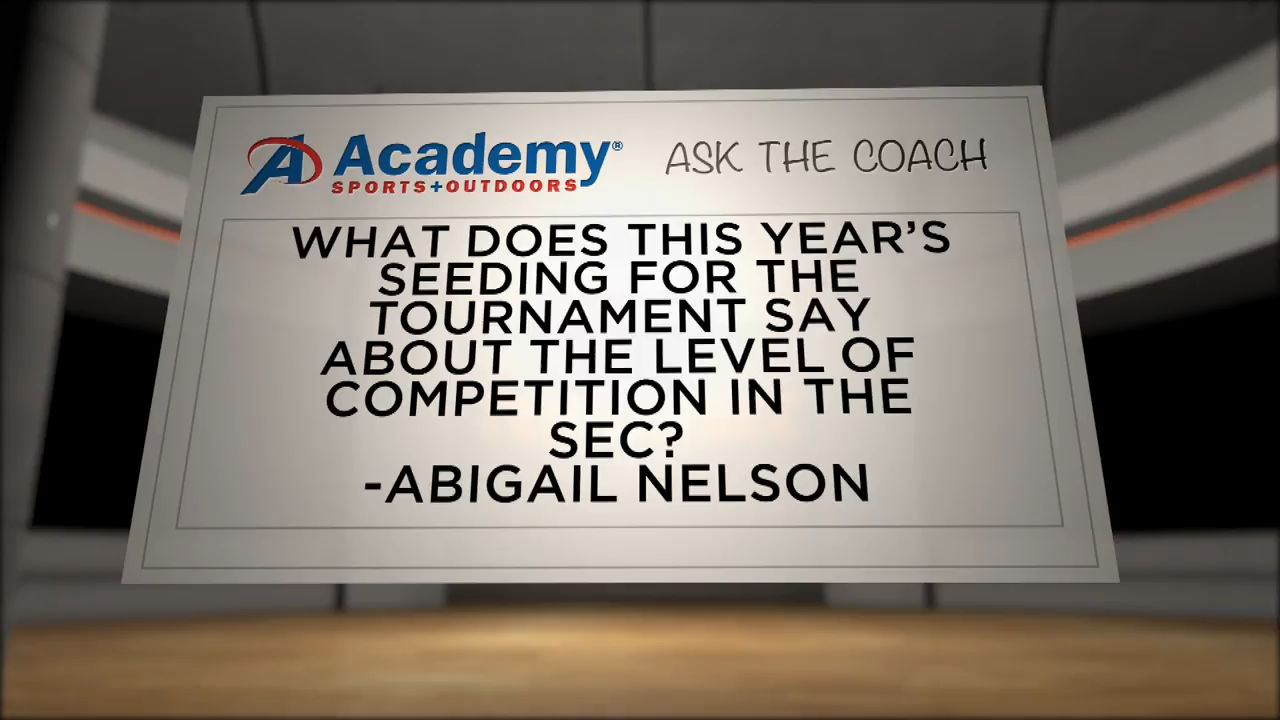 Academy®
SPORTS+OUTDOORS
ASK THE COACH
WHAT DOES THIS YEAR'S
SEEDING FOR THE
TOURNAMENT SAY
ABOUT THE LEVEL OF
COMPETITION IN THE
SEC?
-ABIGAIL NELSON